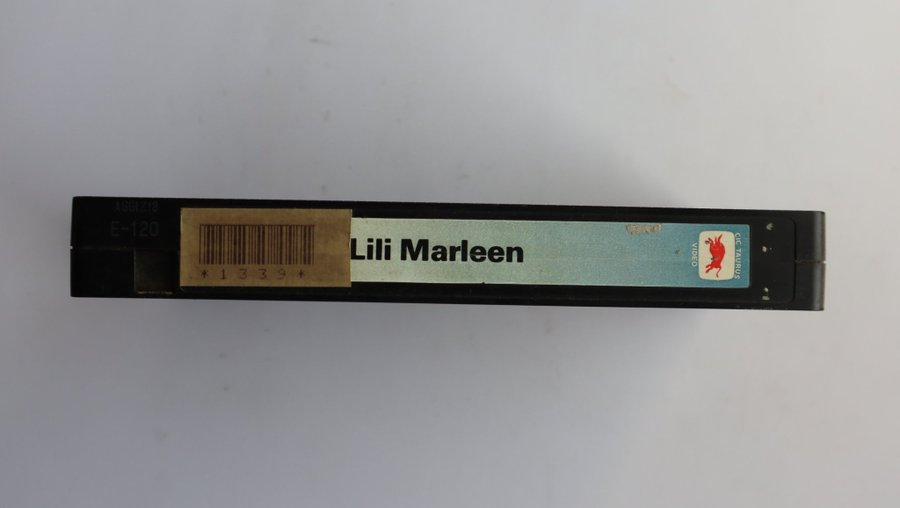 E-120
*1339*
Lili Marleen
CIC TAURUS
VIDEO